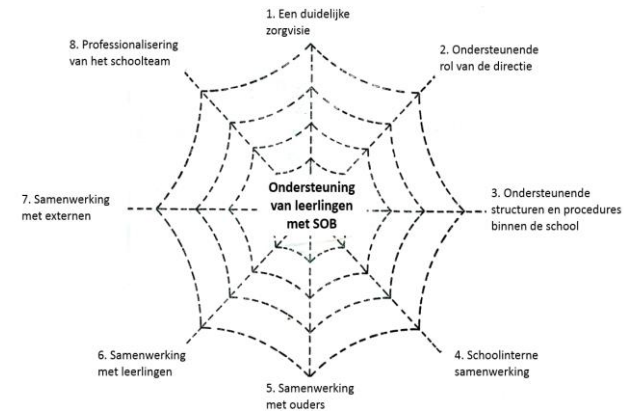 1. Een duidelijke
zorgvisie
2. Ondersteunende
rol van de directie
3. Ondersteunende
structuren en procedures
binnen de school
4. Schoolinterne
samenwerking
5. Samenwerking
met ouders
6. Samenwerking
met leerlingen
7. Samenwerking
met externen
8. Professionalisering
van het schoolteam
Ondersteuning
van leerlingen
met SOB